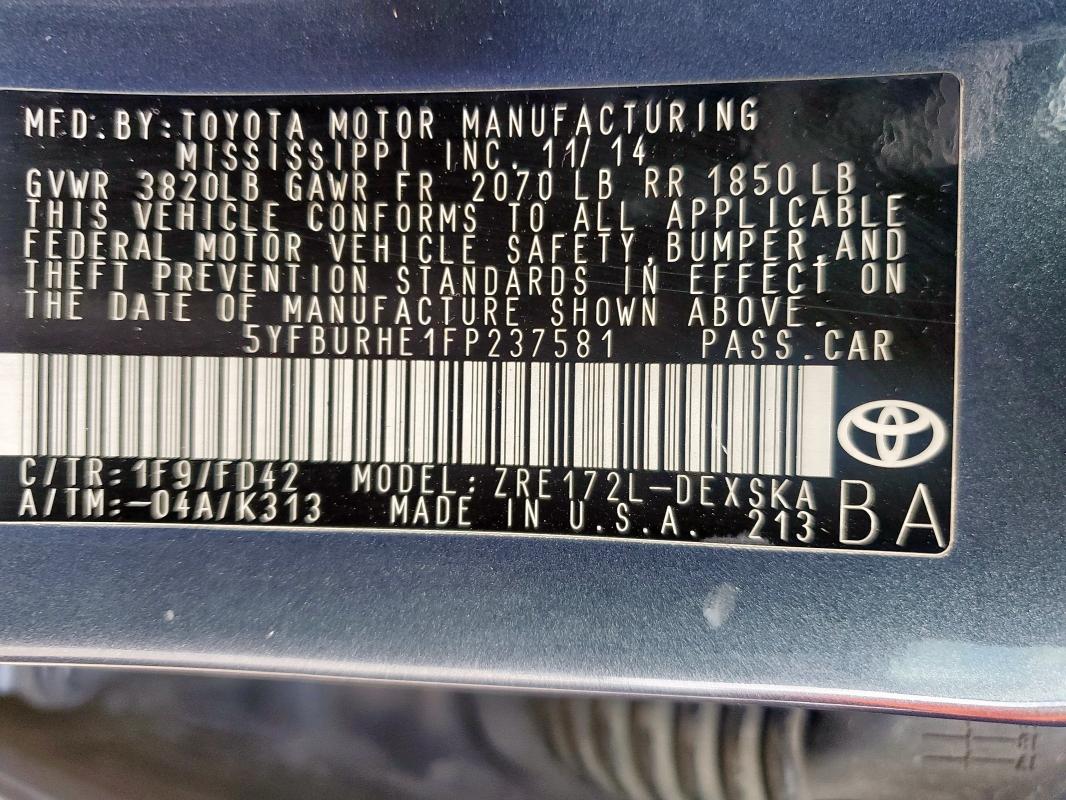 MFD.BY:TOYOTA MOTOR MANUFACTURING
MISSISSIPPI INC. 11/14
GVWR 3820LB GAWR FR 2070 LB RR 1850 LB
THIS VEHICLE CONFORMS TO ALL APPLICABLE
FEDERAL MOTOR VEHICLE SAFETY,BUMPER,AND
THEFT PREVENTION STANDARDS IN EFFECT ON
THE DATE OF MANUFACTURE SHOWN ABOVE.
5YFBURHE1FP237581 PASS.CAR
C/TR:1F9/FD42 MODEL:ZRE172L-DEXSKA
A/TM:-04A/K313 MADE IN U.S.A. 213 BA